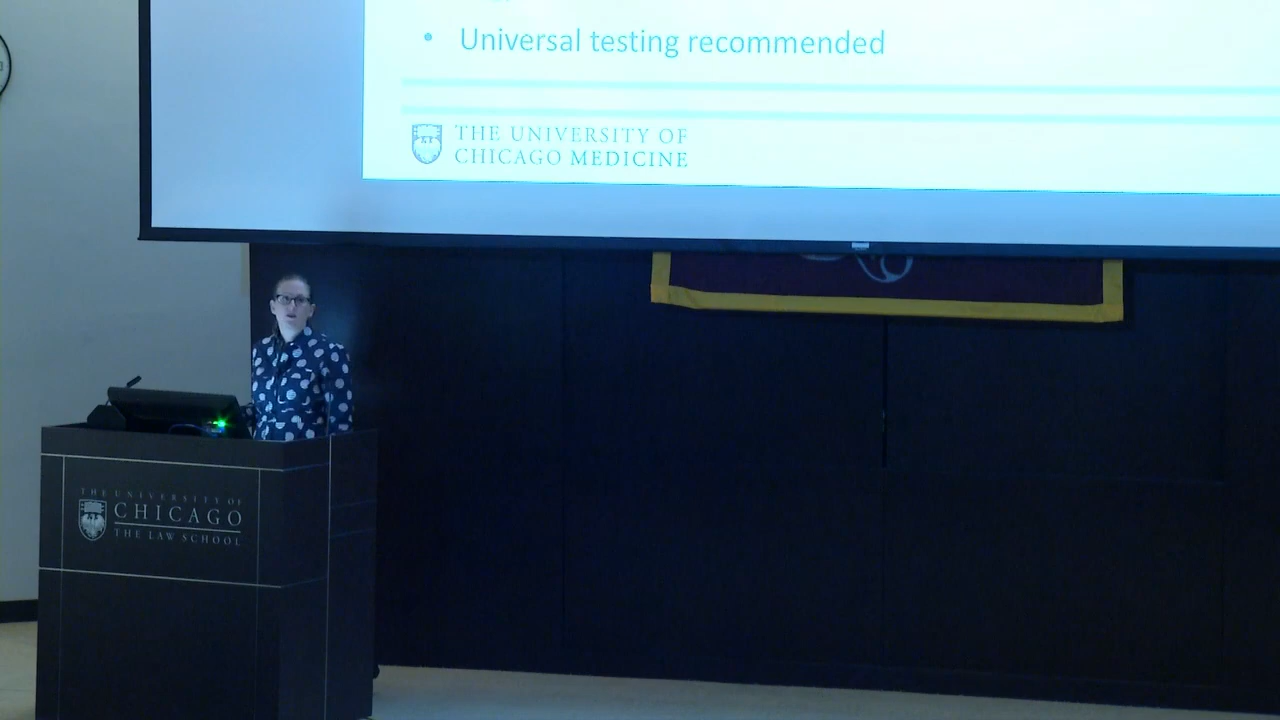 • Universal testing recommended
THE UNIVERSITY OF
CHICAGO MEDICINE
THE UNIVERSITY OF
CHICAGO
THE LAW SCHOOL